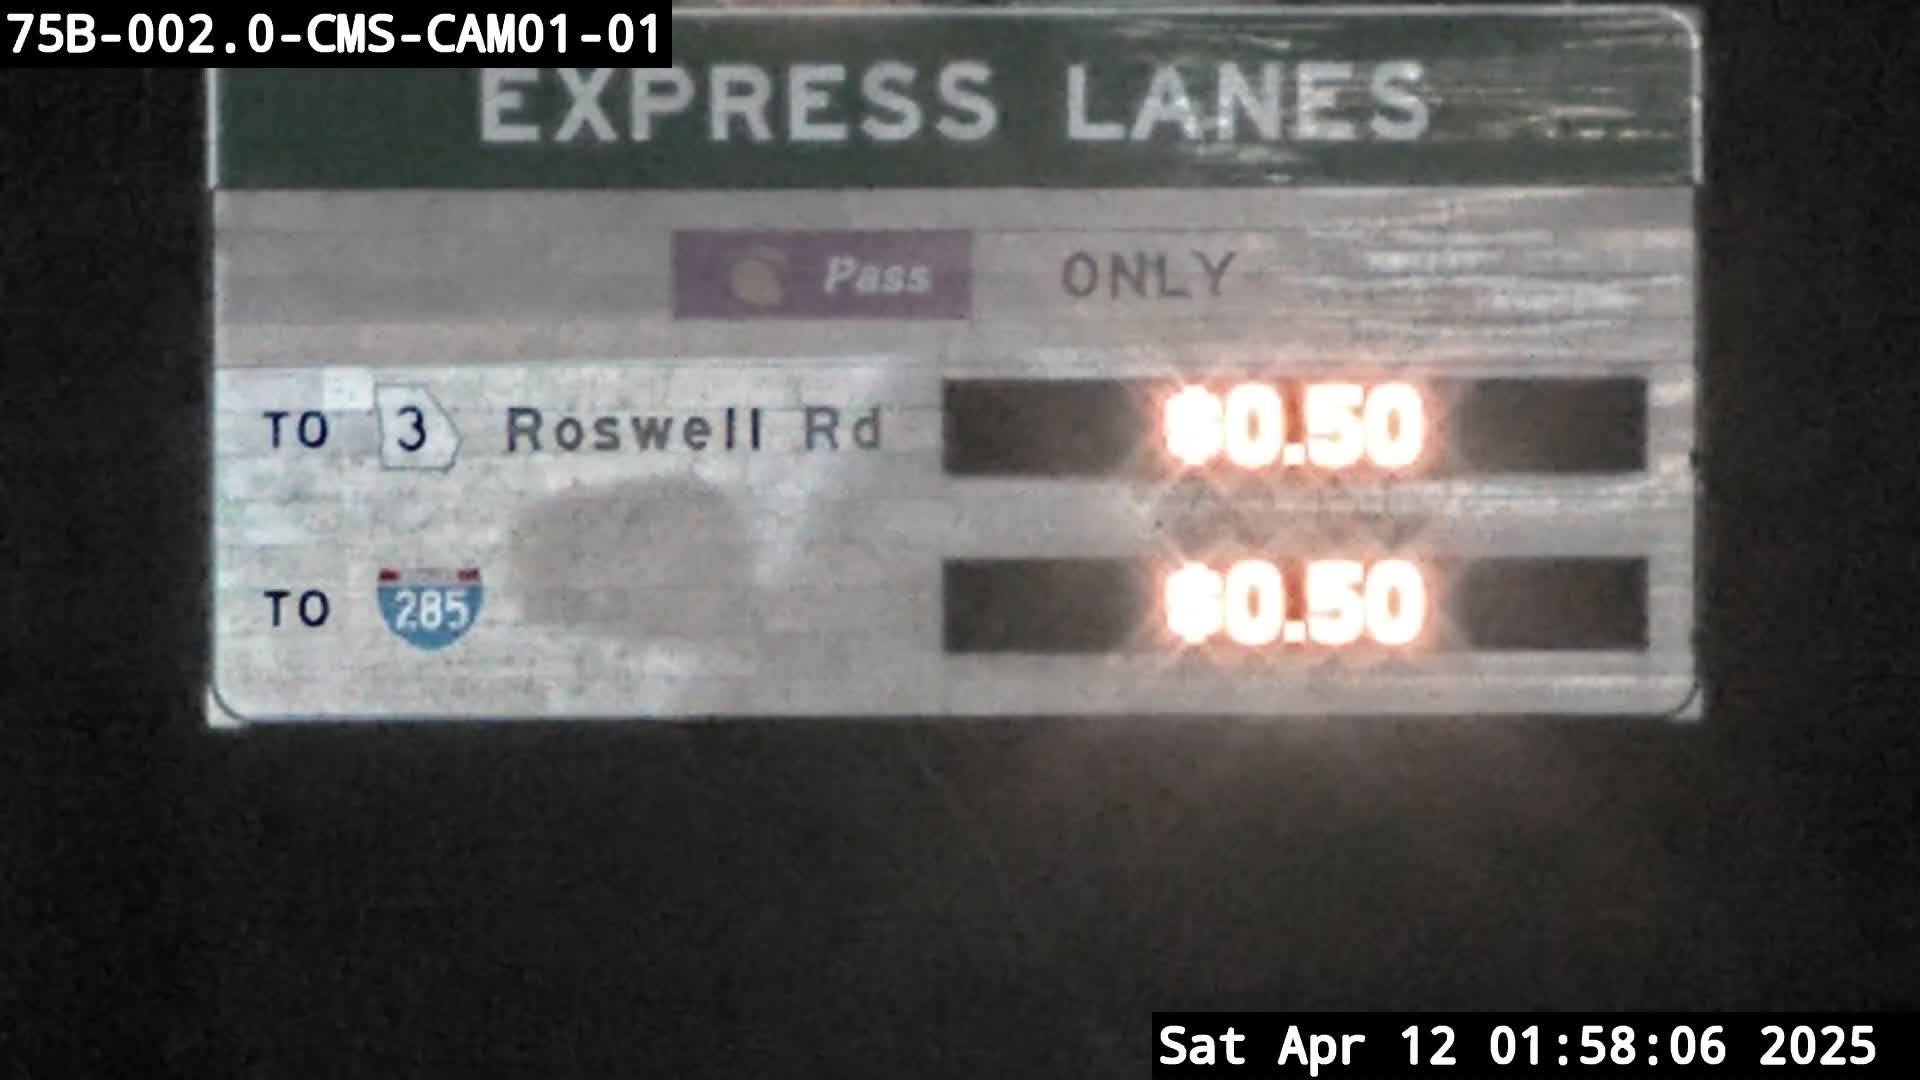 75B-002.0-CMS-CAM01-01
EXPRESS LANES
Pass ONLY
TO 3 Roswell Rd $0.50
TO 285 $0.50
Sat Apr 12 01:58:06 2025